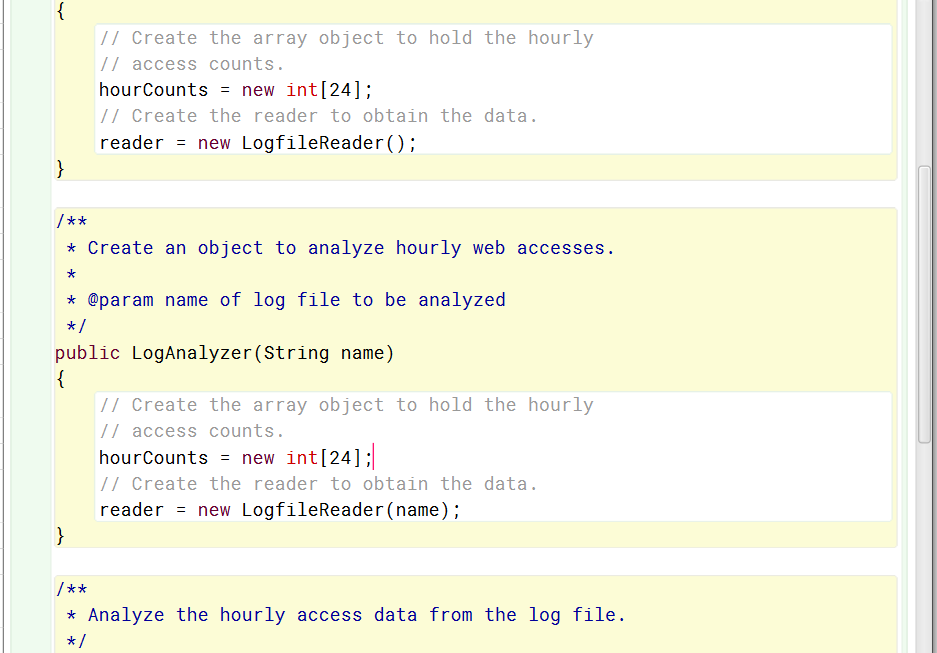 {
// Create the array object to hold the hourly
// access counts.
hourCounts = new int[24];
// Create the reader to obtain the data.
reader = new LogfileReader();
}
/**
* Create an object to analyze hourly web accesses.
*
* @param name of log file to be analyzed
*/
public LogAnalyzer(String name)
{
// Create the array object to hold the hourly
// access counts.
hourCounts = new int[24];
// Create the reader to obtain the data.
reader = new LogfileReader(name);
}
/**
* Analyze the hourly access data from the log file.
*/